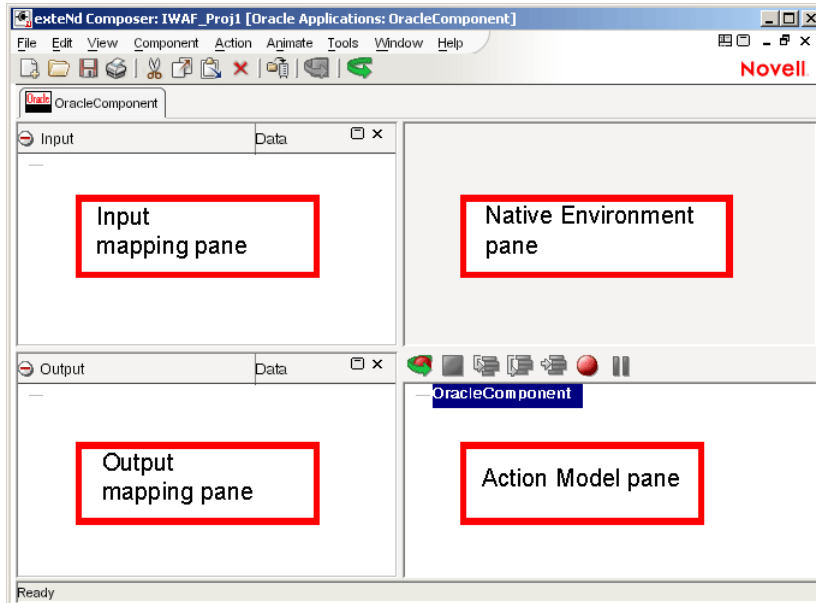 exteNd Composer: IWAF_Proj1 [Oracle Applications: OracleComponent]
File Edit View Component Action Animate Tools Window Help
Novell.
Oracle OracleComponent
Input Data
Input
mapping pane
Native Environment
pane
Output Data
OracleComponent
Output
mapping pane
Action Model pane
Ready